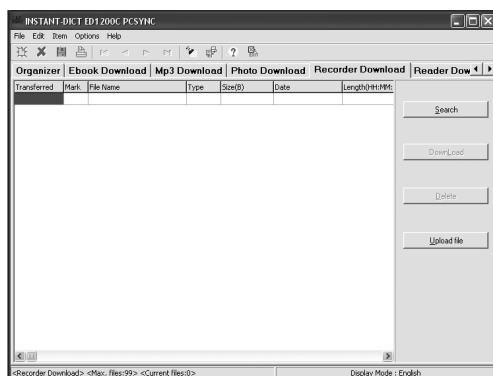 INSTANT-DICT ED1200C PCSYNC
File Edit Item Options Help
Organizer Ebook Download Mp3 Download Photo Download Recorder Download Reader Dow
Transferred Mark File Name Type Size(B) Date Length(HH:MM:
Search
DownLoad
Delete
Upload file
<Recorder Download> <Max. files:99> <Current files:0> Display Mode : English